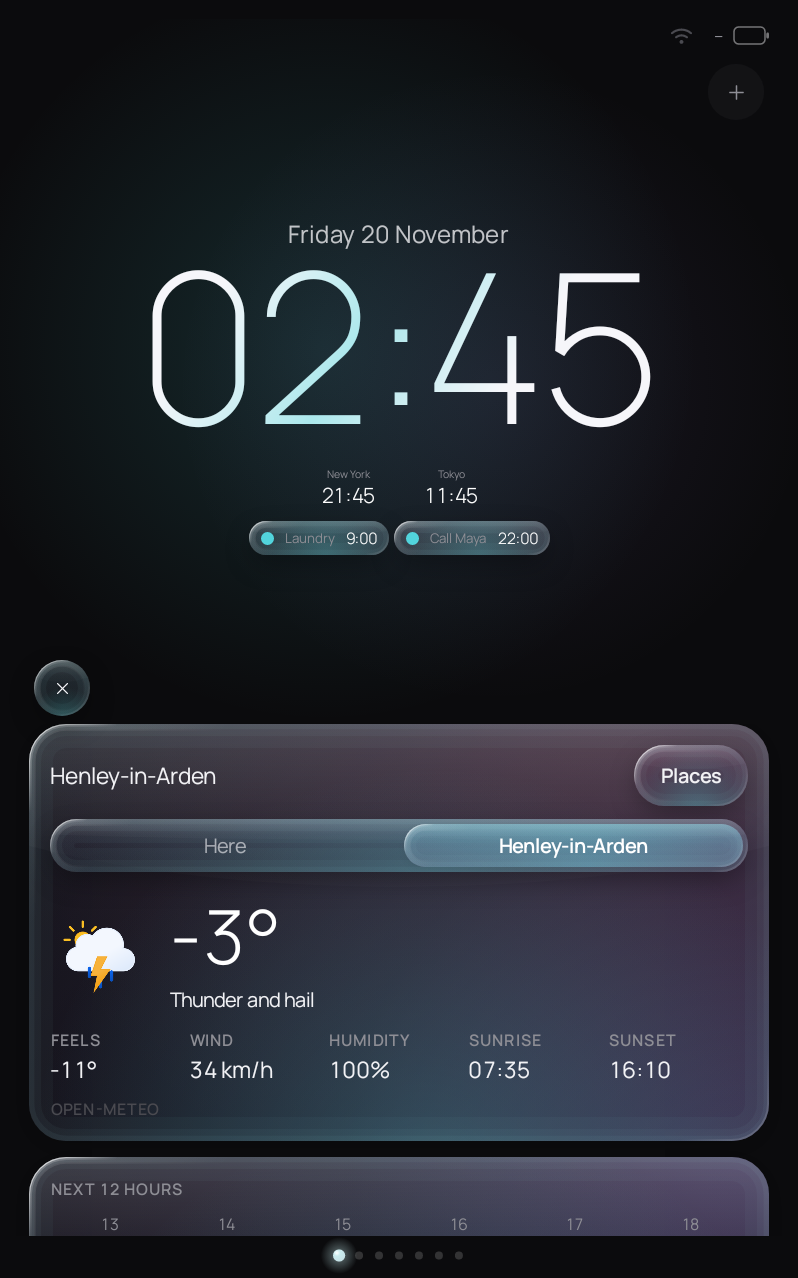 Friday 20 November
02:45
New York Tokyo
21:45 11:45
Laundry 9:00 Call Maya 22:00
Henley-in-Arden Places
Here Henley-in-Arden
-3°
Thunder and hail
FEELS WIND HUMIDITY SUNRISE SUNSET
-11° 34 km/h 100% 07:35 16:10
OPEN-METEO
NEXT 12 HOURS
13 14 15 16 17 18